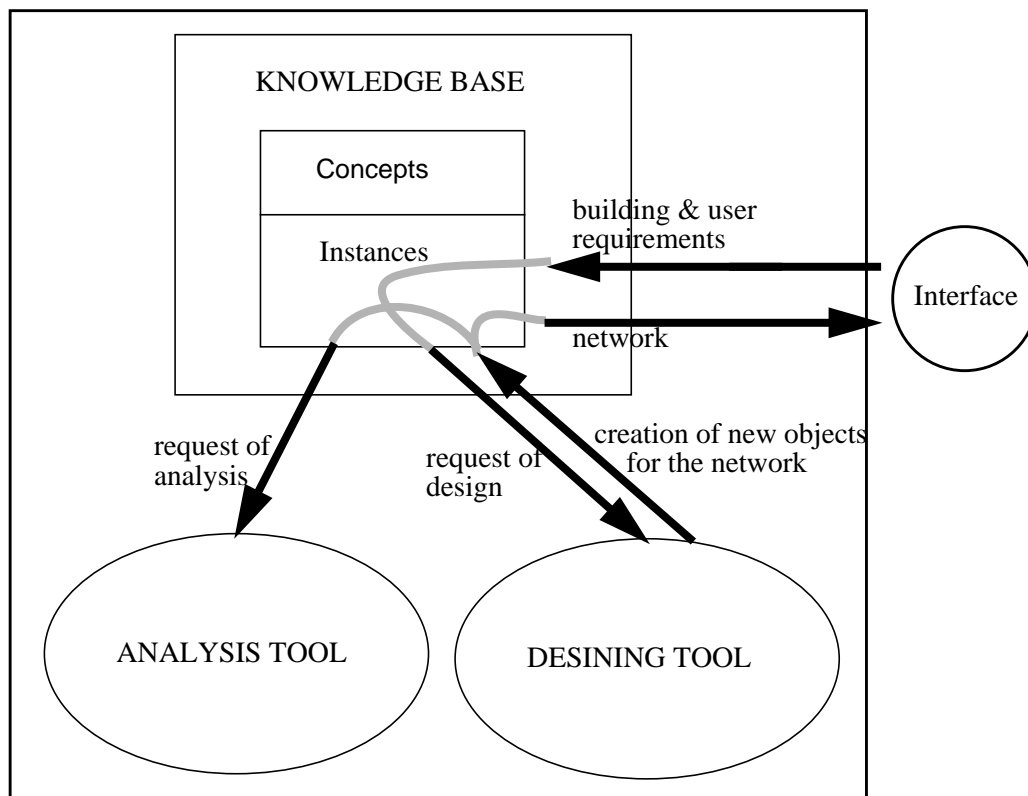 KNOWLEDGE BASE
Concepts
Instances
building & user
requirements
Interface
network
request of
analysis
request of
design
creation of new objects
for the network
ANALYSIS TOOL
DESINING TOOL